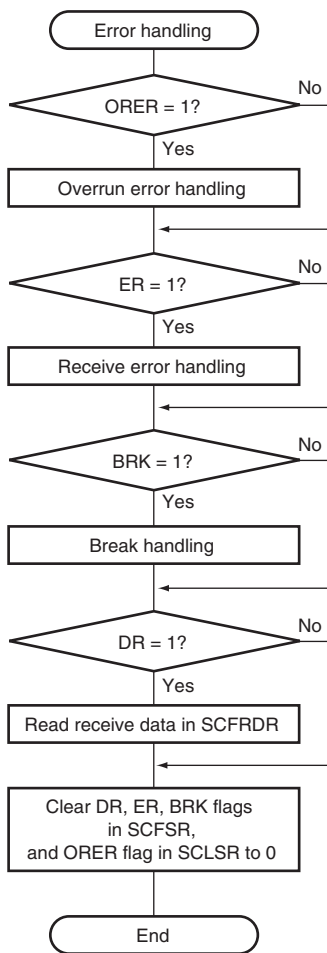 Error handling
ORER = 1?
No
Yes
Overrun error handling
ER = 1?
No
Yes
Receive error handling
BRK = 1?
No
Yes
Break handling
DR = 1?
No
Yes
Read receive data in SCFRDR
Clear DR, ER, BRK flags
in SCFSR,
and ORER flag in SCLSR to 0
End